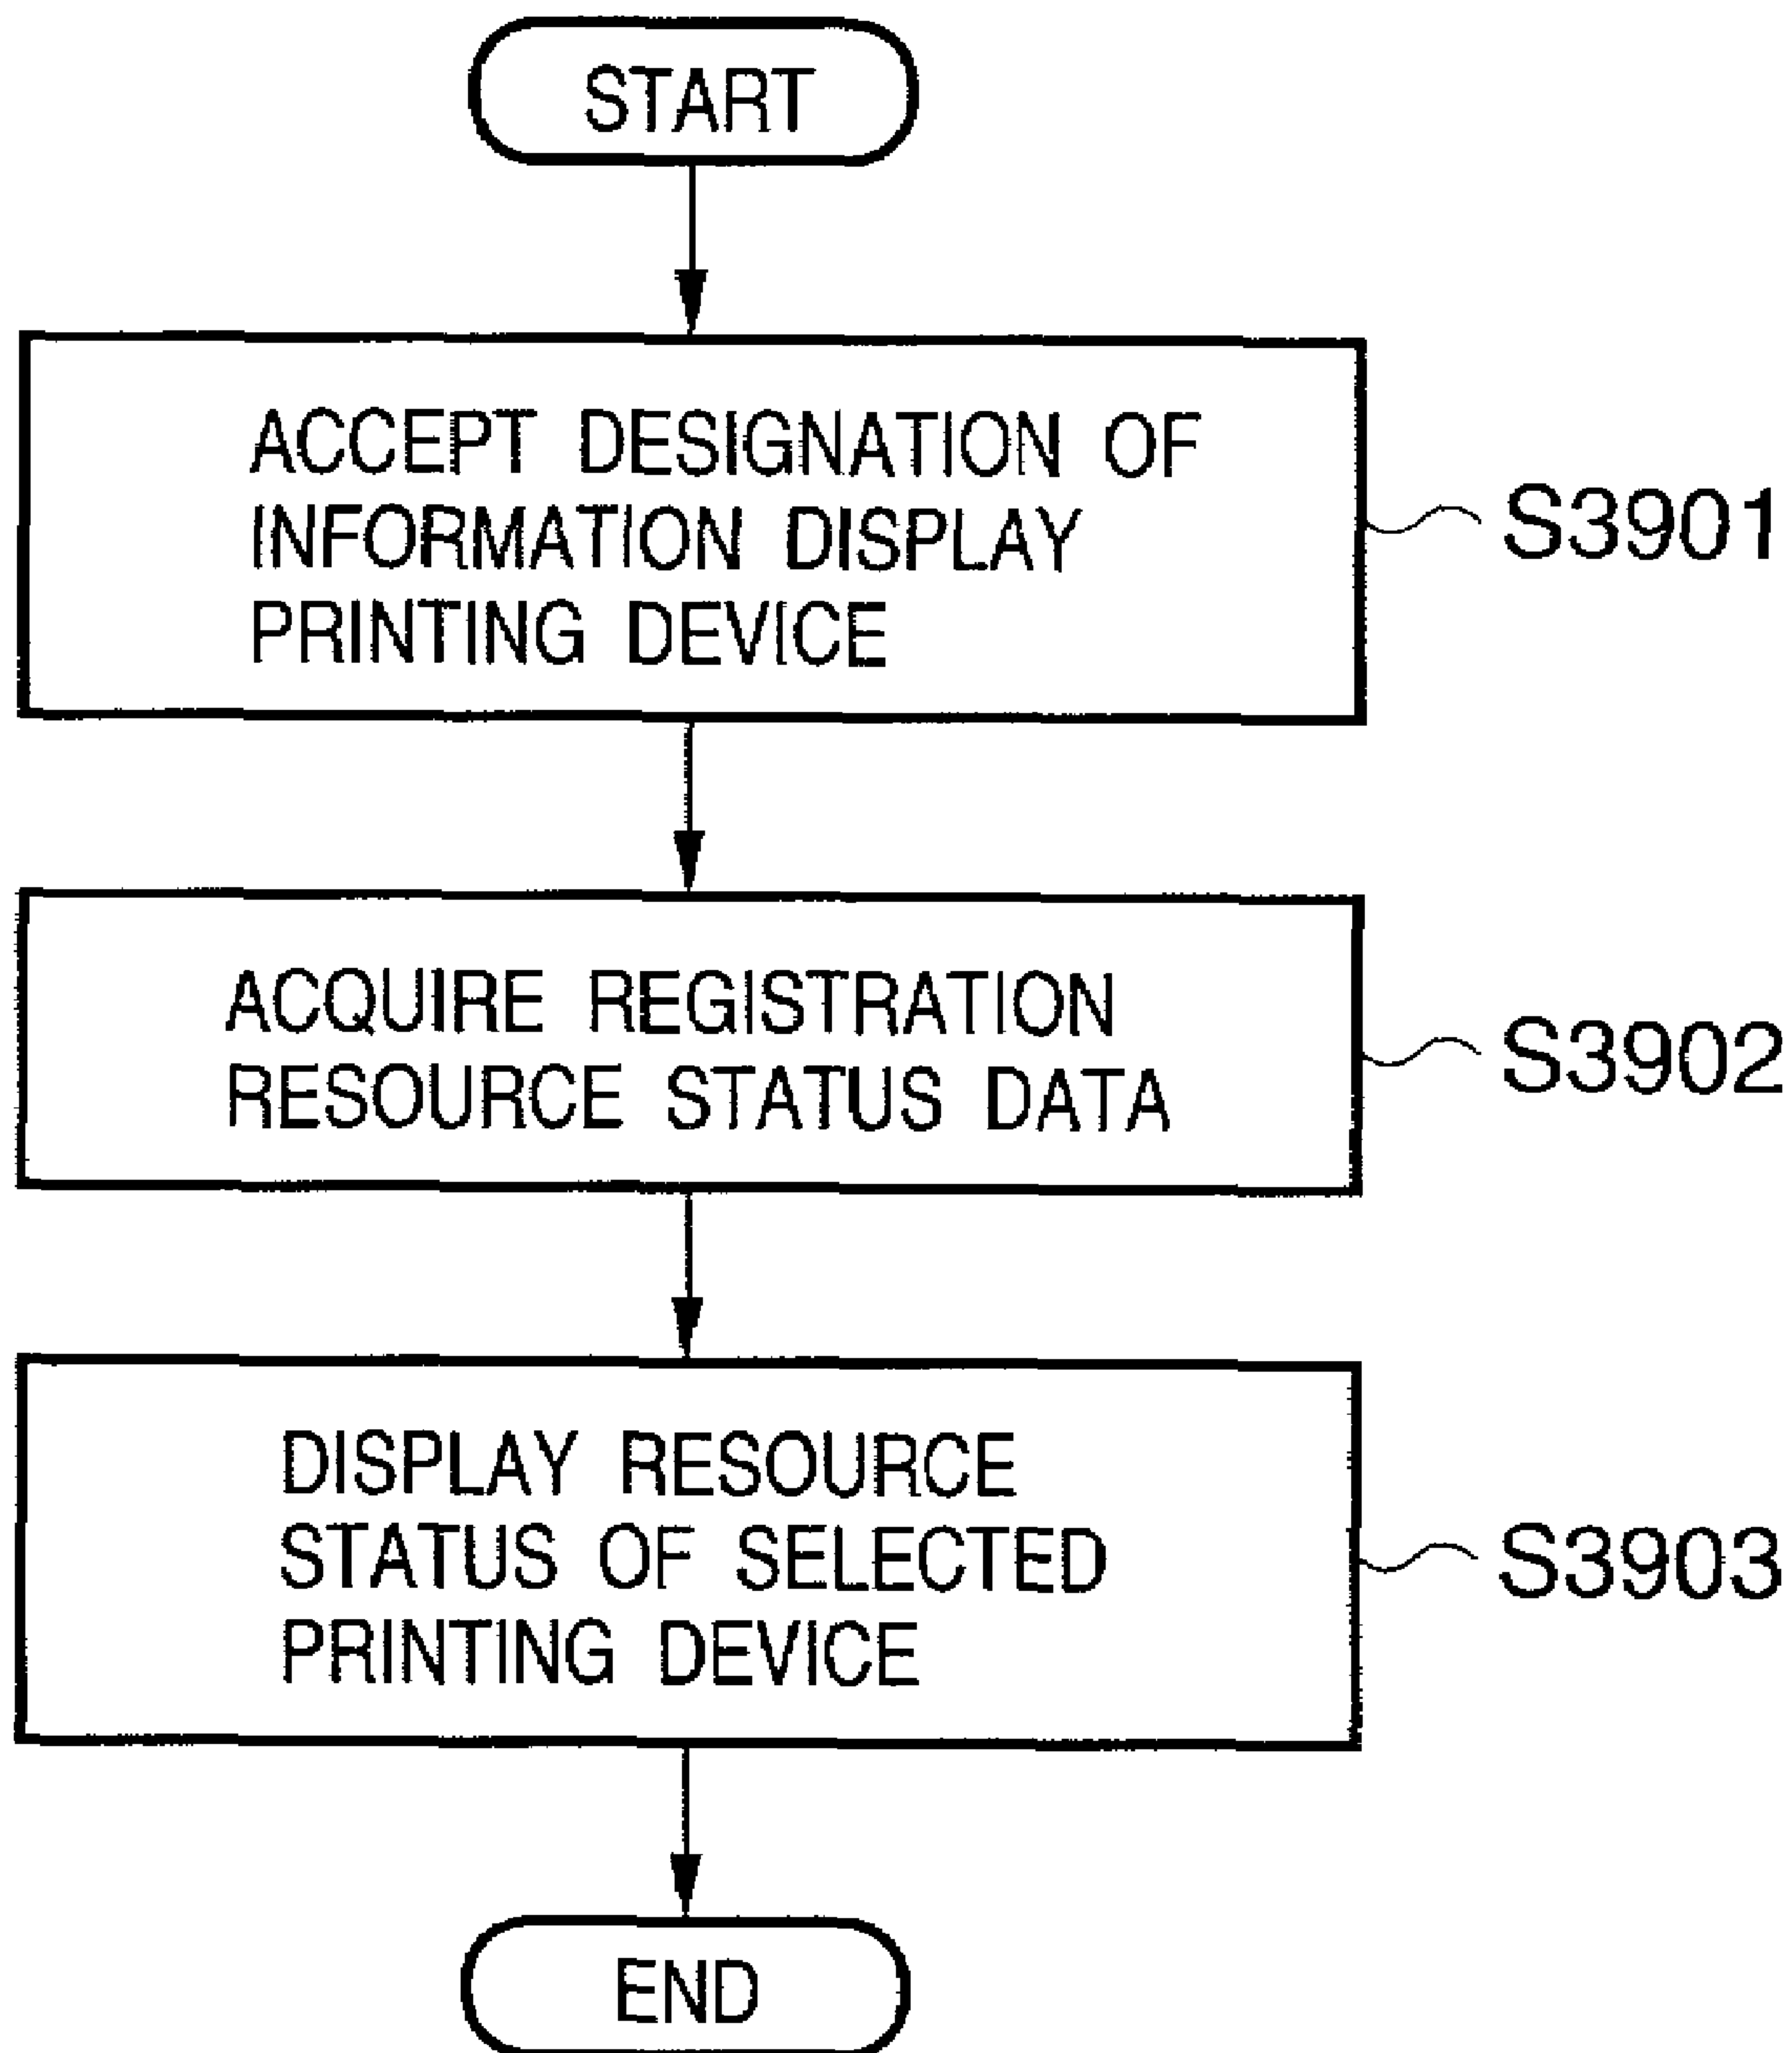 START
ACCEPT DESIGNATION OF
INFORMATION DISPLAY
PRINTING DEVICE
S3901
ACQUIRE REGISTRATION
RESOURCE STATUS DATA
S3902
DISPLAY RESOURCE
STATUS OF SELECTED
PRINTING DEVICE
S3903
END